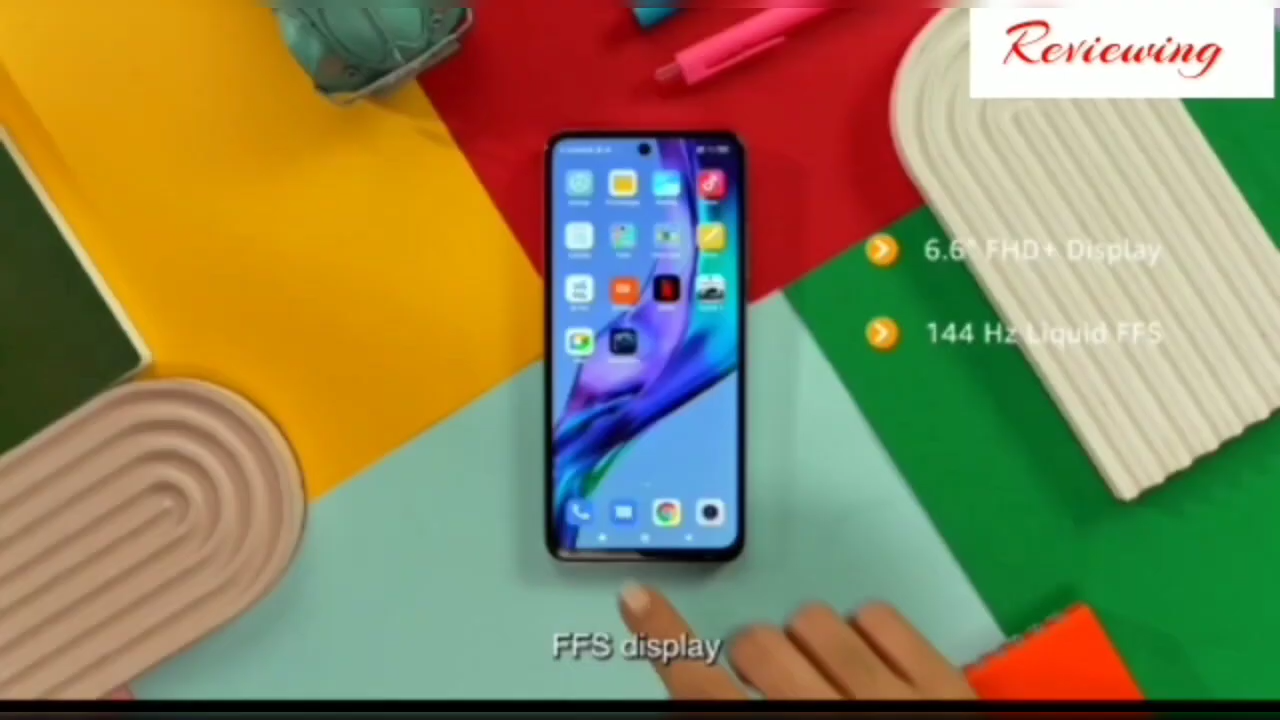 Reviewing
6.6" FHD+ Display
144 Hz Liquid FFS
FFS display